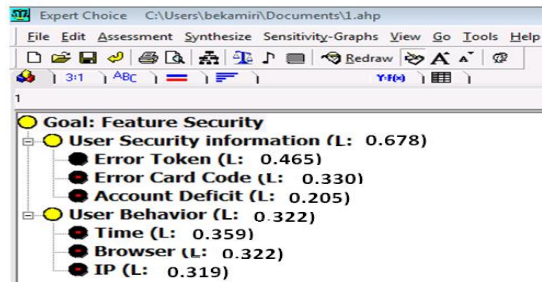 Expert Choice C:\Users\bekamiri\Documents\1.ahp
File Edit Assessment Synthesize Sensitivity-Graphs View Go Tools Help
Redraw A A
3:1 ABC Y-F(x)
1
Goal: Feature Security
User Security information (L: 0.678)
Error Token (L: 0.465)
Error Card Code (L: 0.330)
Account Deficit (L: 0.205)
User Behavior (L: 0.322)
Time (L: 0.359)
Browser (L: 0.322)
IP (L: 0.319)